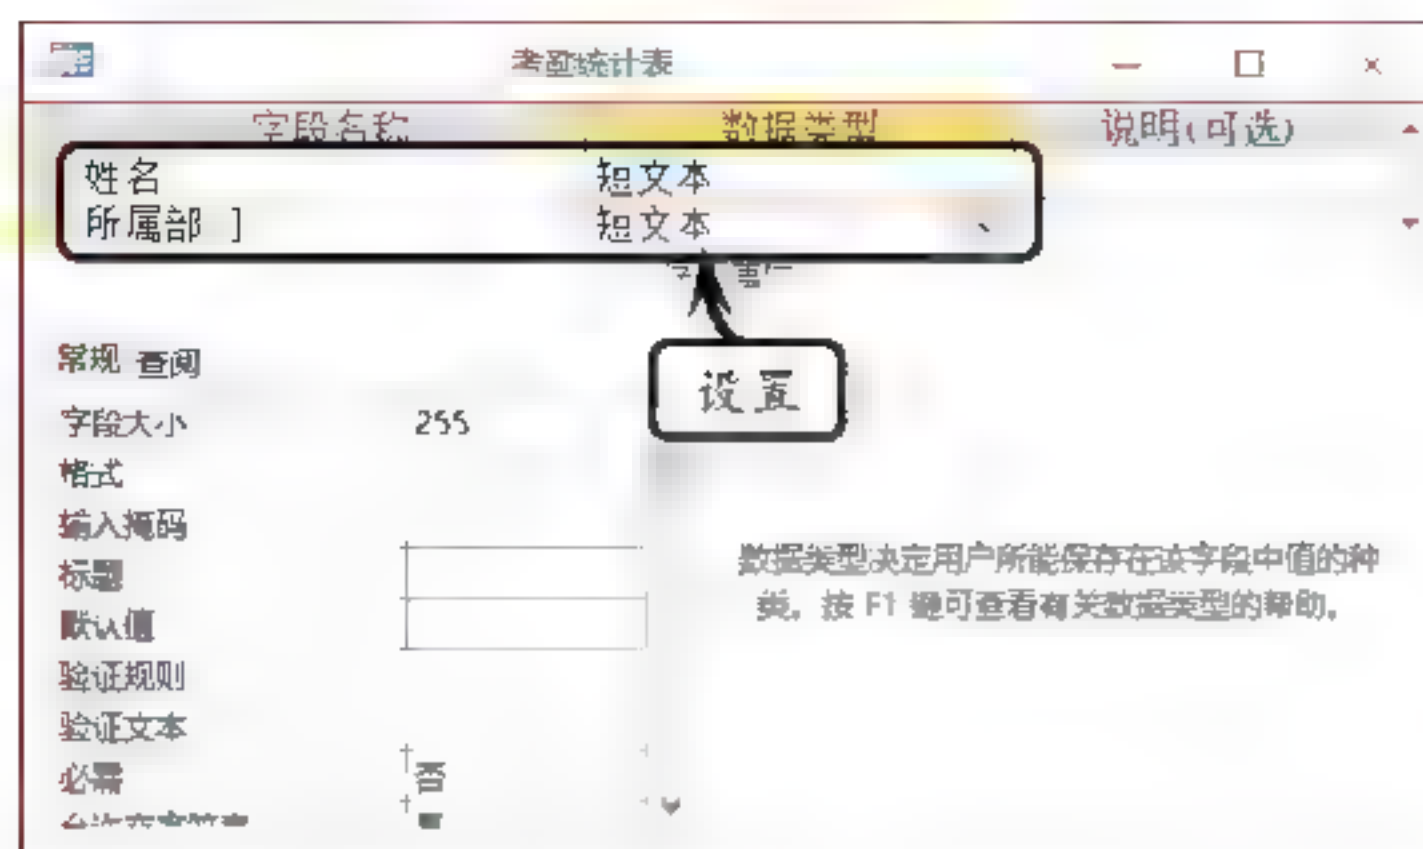 考勤统计表
字段名称 数据类型 说明(可选)
姓名 短文本
所属部 ] 短文本
设置
常规 查阅
字段大小 255
格式
输入掩码
标题
默认值
验证规则
验证文本
必需 否
数据类型决定用户所能保存在该字段中值的种
类。按 F1 键可查看有关数据类型的帮助。